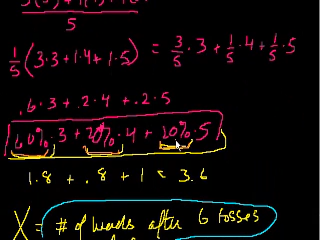 5
1/5 (3·3 + 1·4 + 1·5) = 3/5 · 3 + 1/5 · 4 + 1/5 · 5
.6·3 + .2·4 + .2·5
60%·3 + 20%·4 + 20%·5
1.8 + .8 + 1 = 3.6
X = # of heads after 6 tosses